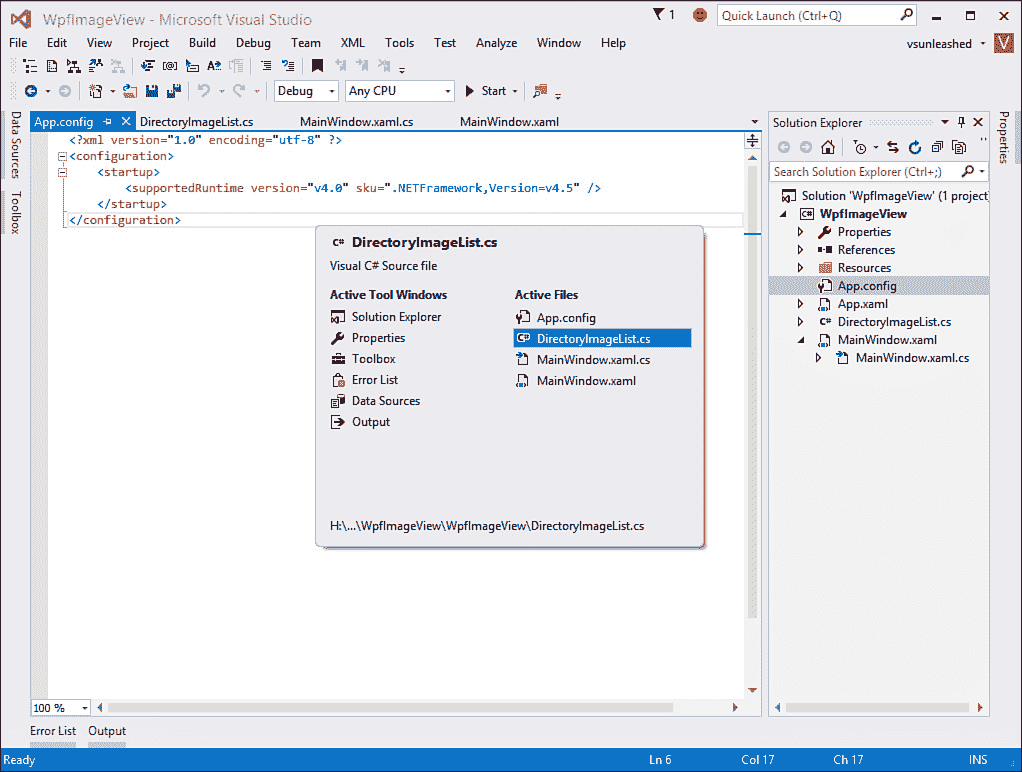 WpfImageView - Microsoft Visual Studio
1
Quick Launch (Ctrl+Q)
File Edit View Project Build Debug Team XML Tools Test Analyze Window Help
vsunleashed
V
Debug
Any CPU
Start
Data Sources
Toolbox
App.config
DirectoryImageList.cs
MainWindow.xaml.cs
MainWindow.xaml
<?xml version="1.0" encoding="utf-8" ?>
<configuration>
<startup>
<supportedRuntime version="v4.0" sku=".NETFramework,Version=v4.5" />
</startup>
</configuration>
C# DirectoryImageList.cs
Visual C# Source file
Active Tool Windows
Solution Explorer
Properties
Toolbox
Error List
Data Sources
Output
Active Files
App.config
C# DirectoryImageList.cs
MainWindow.xaml.cs
MainWindow.xaml
H:\...\WpfImageView\WpfImageView\DirectoryImageList.cs
Solution Explorer
Search Solution Explorer (Ctrl+;)
Solution 'WpfImageView' (1 project
C# WpfImageView
Properties
References
Resources
App.config
App.xaml
C# DirectoryImageList.cs
MainWindow.xaml
MainWindow.xaml.cs
Properties
100 %
Error List
Output
Ready
Ln 6
Col 17
Ch 17
INS